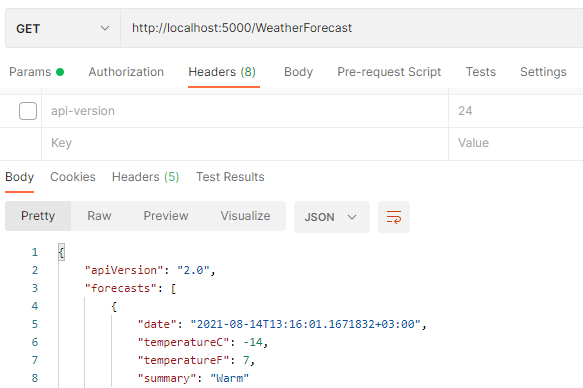 GET http://localhost:5000/WeatherForecast
Params Authorization Headers (8) Body Pre-request Script Tests Settings
api-version 24
Key Value
Body Cookies Headers (5) Test Results
Pretty Raw Preview Visualize JSON
1 {
2 "apiVersion": "2.0",
3 "forecasts": [
4 {
5 "date": "2021-08-14T13:16:01.1671832+03:00",
6 "temperatureC": -14,
7 "temperatureF": 7,
8 "summary": "Warm"